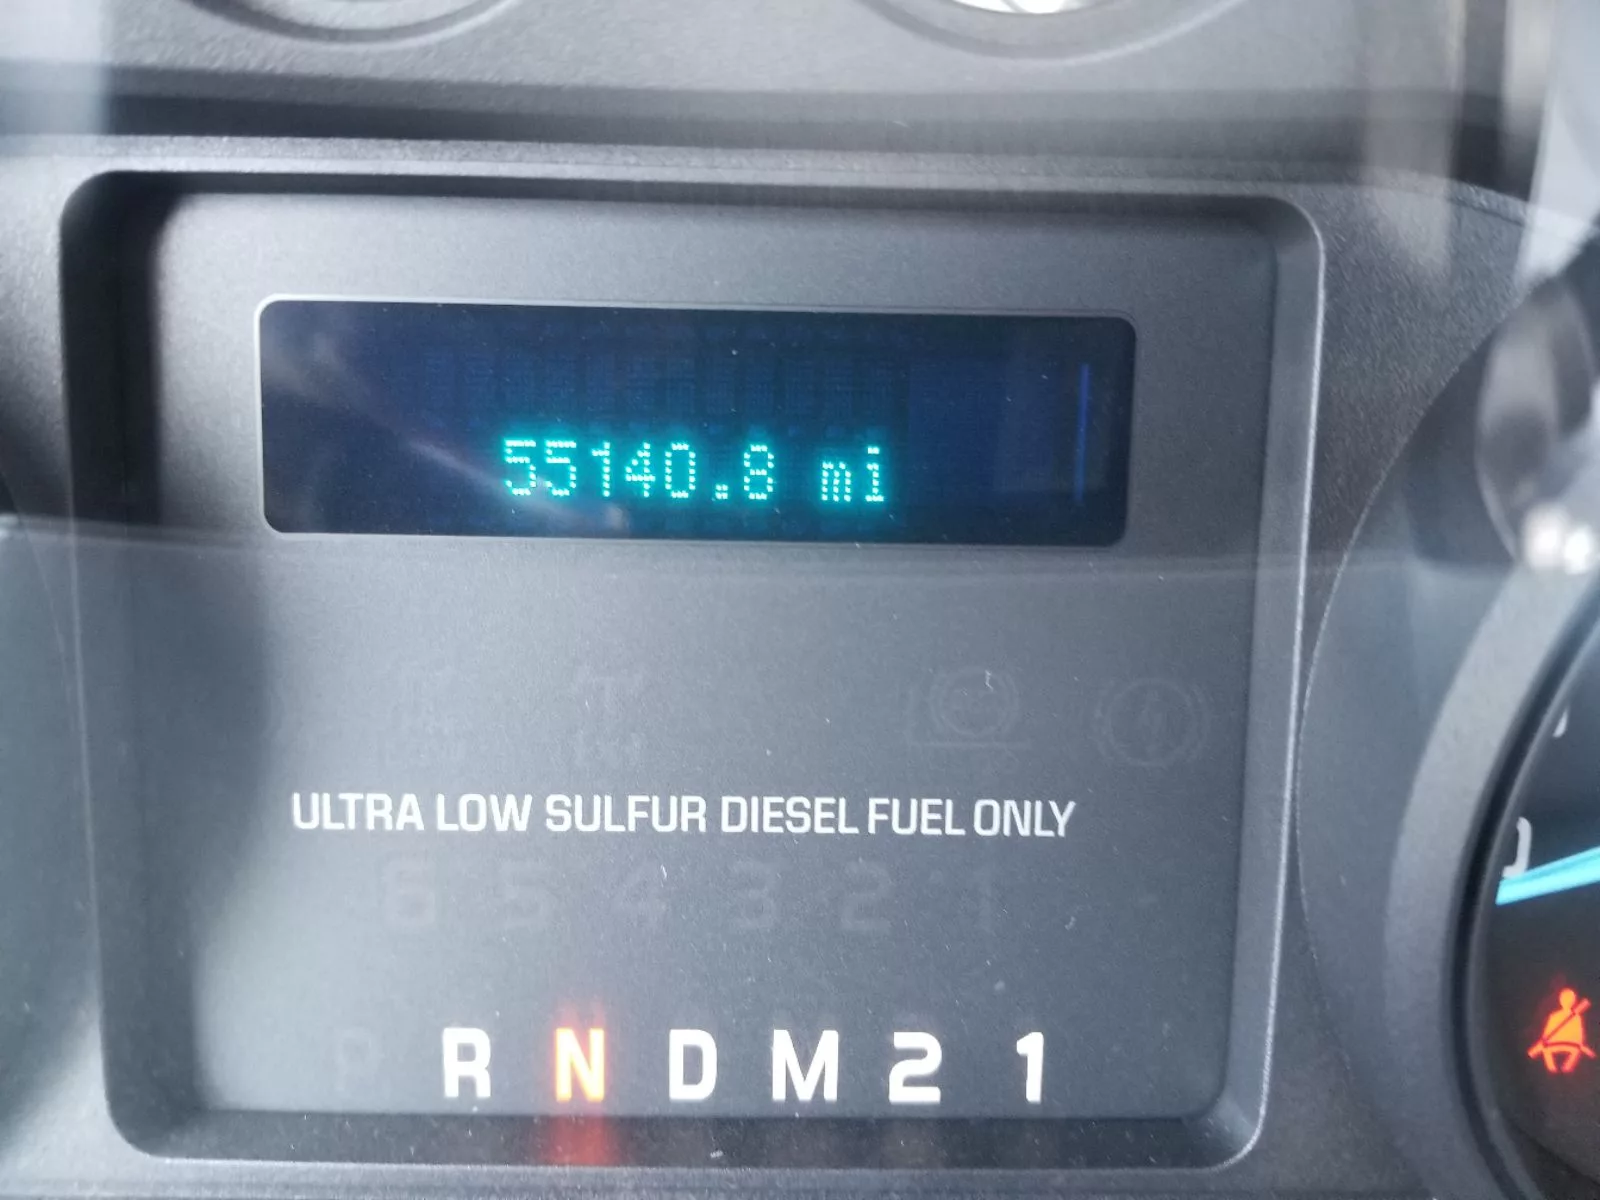 55140.8 mi
ULTRA LOW SULFUR DIESEL FUEL ONLY
6 5 4 3 2 1
P R N D M 2 1